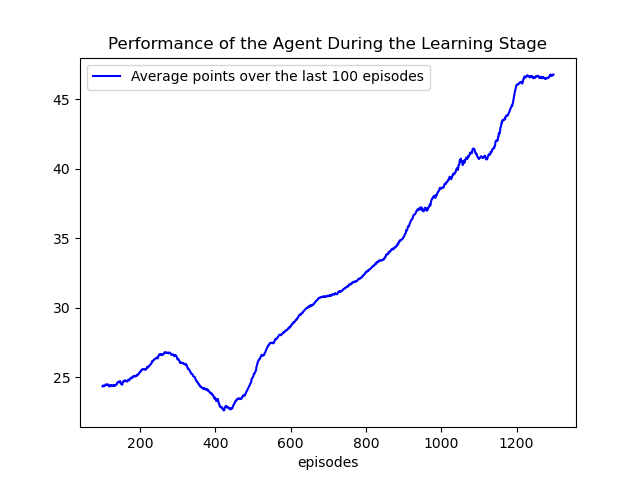 Performance of the Agent During the Learning Stage
Average points over the last 100 episodes
45
40
35
30
25
200 400 600 800 1000 1200
episodes